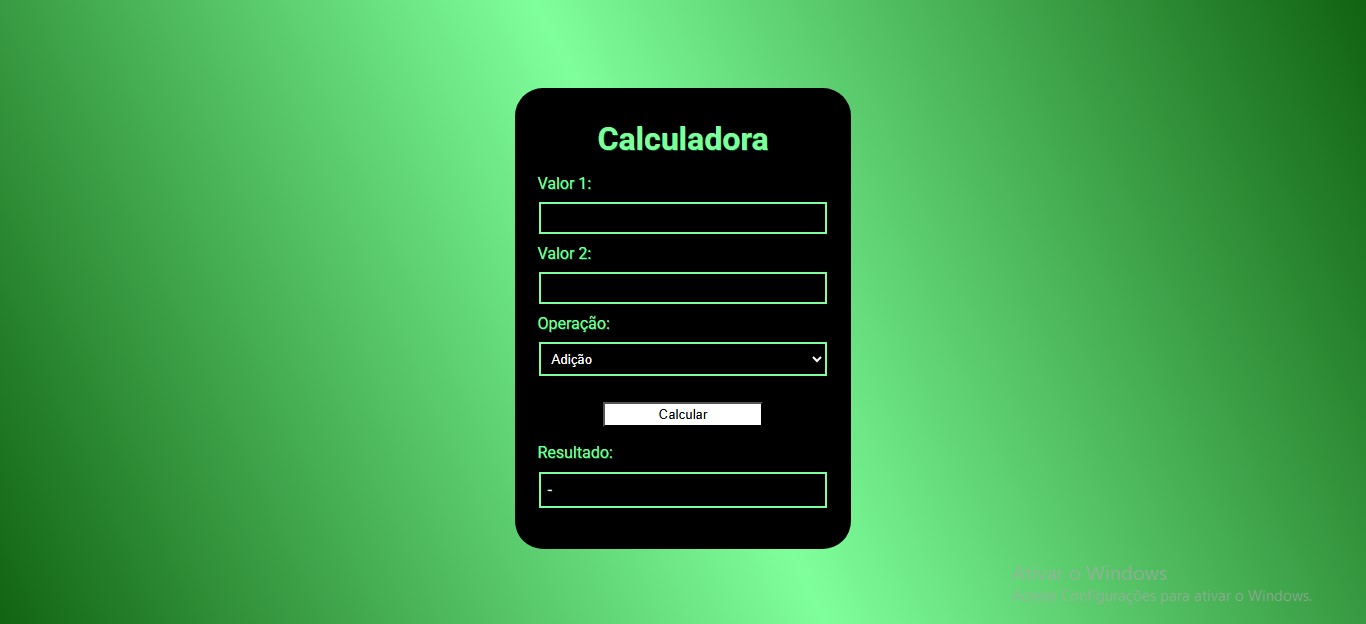 Calculadora
Valor 1:
Valor 2:
Operação:
Adição
Calcular
Resultado:
-
Ativar o Windows
Acesse Configurações para ativar o Windows.